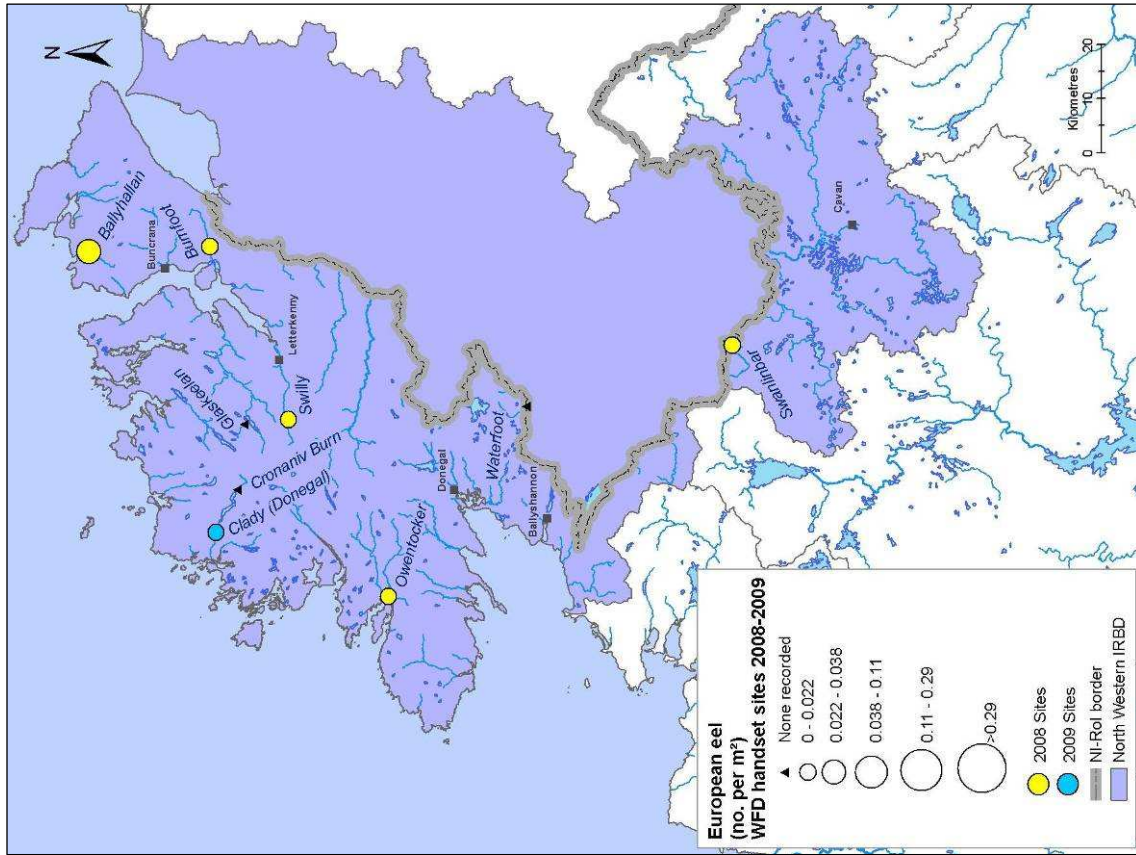 N
Ballyhallan
Buncrana
Burnfoot
Glaskeelan
Letterkenny
Swilly
Cronaniv Burn
Clady (Donegal)
Owentocker
Donegal
Waterfoot
Ballyshannon
Swanlinbar
Cavan
European eel
(no. per m²)
WFD handset sites 2008-2009
None recorded
0 - 0.022
0.022 - 0.038
0.038 - 0.11
0.11 - 0.29
>0.29
2008 Sites
2009 Sites
NI-RoI border
North Western IRBD
0 10 20
Kilometres